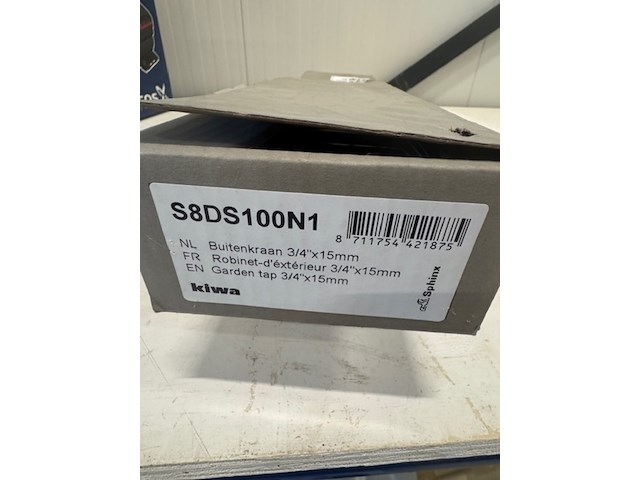 S8DS100N1
8 711754 421875
NL Buitenkraan 3/4"x15mm
FR Robinet-d'éxtérieur 3/4"x15mm
EN Garden tap 3/4"x15mm
kiwa
Sphinx